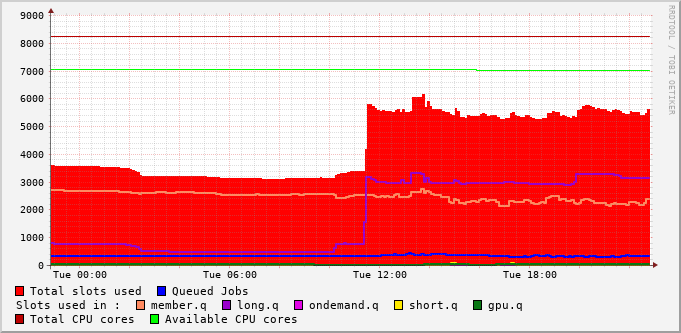 9000
8000
7000
6000
5000
4000
3000
2000
1000
0
Tue 00:00 Tue 06:00 Tue 12:00 Tue 18:00
RRDTOOL / TOBI OETIKER
Total slots used Queued Jobs
Slots used in : member.q long.q ondemand.q short.q gpu.q
Total CPU cores Available CPU cores